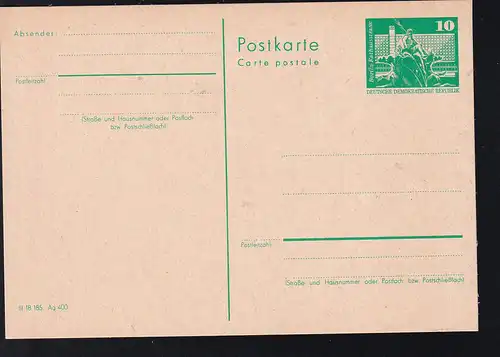 Absender
Postkarte
Carte postale
10
Berlin, Rathausstraße
DEUTSCHE DEMOKRATISCHE REPUBLIK
Postleitzahl
(Straße und Hausnummer oder Postfach
bzw. Postschließfach)
Postleitzahl
(Straße und Hausnummer oder Postfach bzw. Postschließfach)
III 18 185 Ag 400